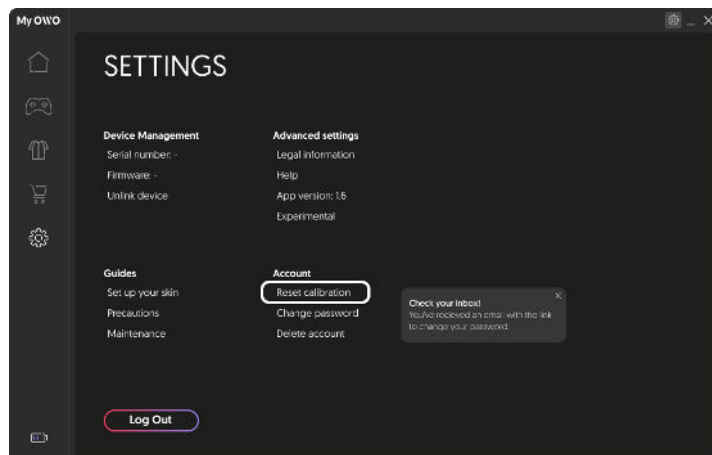 My OWO
SETTINGS
Device Management
Serial number: -
Firmware: -
Unlink device
Advanced settings
Legal information
Help
App version: 1.6
Experimental
Guides
Set up your skin
Precautions
Maintenance
Account
Reset calibration
Change password
Delete account
Check your inbox!
You've recieved an email with the link
to change your password
Log Out